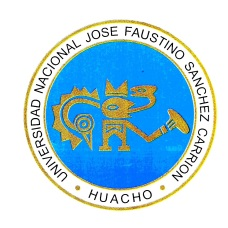 UNIVERSIDAD NACIONAL JOSE FAUSTINO SANCHEZ CARRION
· HUACHO ·